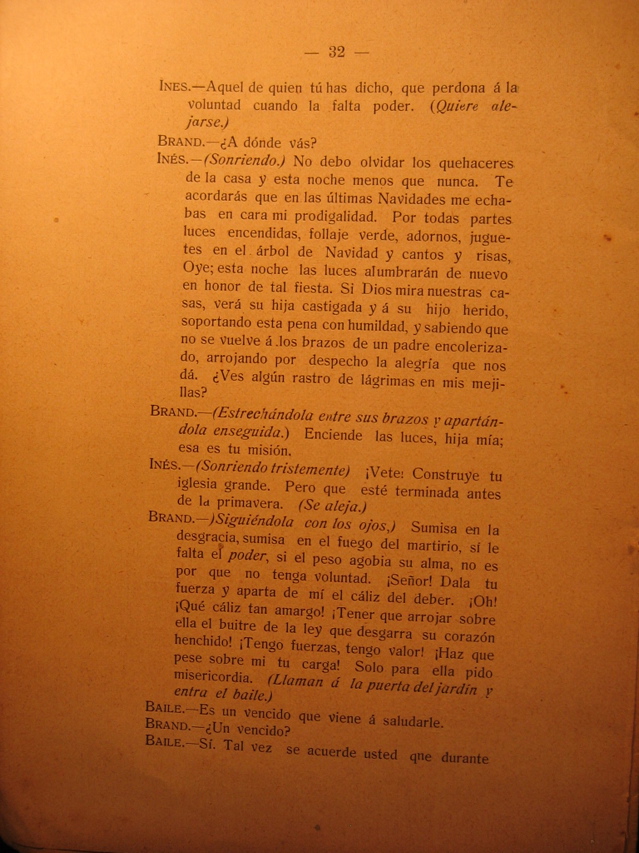 — 32 —
INES.—Aquel de quien tú has dicho, que perdona á la
voluntad cuando la falta poder. (Quiere ale-
jarse.)
BRAND.—¿A dónde vás?
INÉS.—(Sonriendo.) No debo olvidar los quehaceres
de la casa y esta noche menos que nunca. Te
acordarás que en las últimas Navidades me echa-
bas en cara mi prodigalidad. Por todas partes
luces encendidas, follaje verde, adornos, jugue-
tes en el árbol de Navidad y cantos y risas,
Oye; esta noche las luces alumbrarán de nuevo
en honor de tal fiesta. Si Dios mira nuestras ca-
sas, verá su hija castigada y á su hijo herido,
soportando esta pena con humildad, y sabiendo que
no se vuelve á los brazos de un padre encoleriza-
do, arrojando por despecho la alegría que nos
dá. ¿Ves algún rastro de lágrimas en mis meji-
llas?
BRAND.—(Estrechándola entre sus brazos y apartán-
dola enseguida.) Enciende las luces, hija mía;
esa es tu misión.
INÉS.—(Sonriendo tristemente) ¡Vete! Construye tu
iglesia grande. Pero que esté terminada antes
de la primavera. (Se aleja.)
BRAND.—)Siguiéndola con los ojos,) Sumisa en la
desgracia, sumisa en el fuego del martirio, sí le
falta el poder, si el peso agobia su alma, no es
por que no tenga voluntad. ¡Señor! Dala tu
fuerza y aparta de mí el cáliz del deber. ¡Oh!
¡Qué cáliz tan amargo! ¡Tener que arrojar sobre
ella el buitre de la ley que desgarra su corazón
henchido! ¡Tengo fuerzas, tengo valor! ¡Haz que
pese sobre mi tu carga! Solo para ella pido
misericordia. (Llaman á la puerta del jardín y
entra el baile.)
BAILE.—Es un vencido que viene á saludarle.
BRAND.—¿Un vencido?
BAILE.—Sí. Tal vez se acuerde usted qne durante